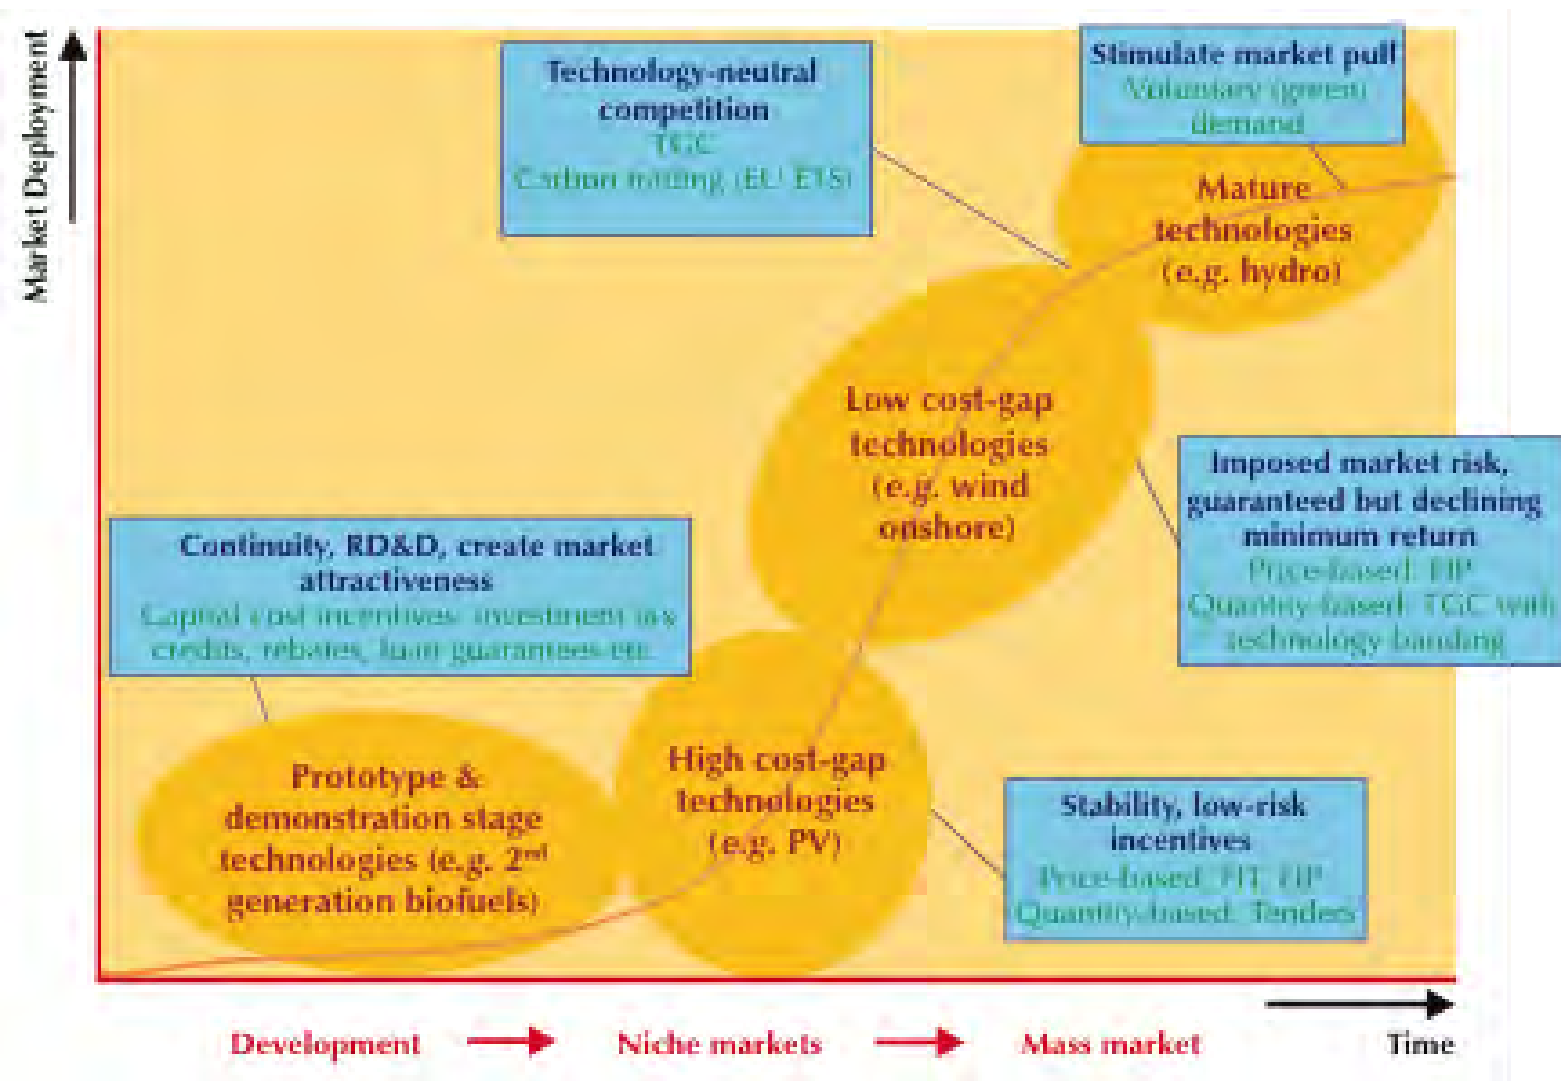 Market Deployment
Technology-neutral
competition
TGC
Carbon trading (EU ETS)
Stimulate market pull
Voluntary (green)
demand
Mature
technologies
(e.g. hydro)
Low cost-gap
technologies
(e.g. wind
onshore)
Imposed market risk,
guaranteed but declining
minimum return
Price-based: FIP
Quantity-based: TGC with
technology banding
Continuity, RD&D, create market
attractiveness
Capital cost incentives: investment tax
credits, rebates, loan guarantees etc.
High cost-gap
technologies
(e.g. PV)
Prototype &
demonstration stage
technologies (e.g. 2nd
generation biofuels)
Stability, low-risk
incentives
Price-based: FIT, FIP
Quantity-based: Tenders
Development
Niche markets
Mass market
Time